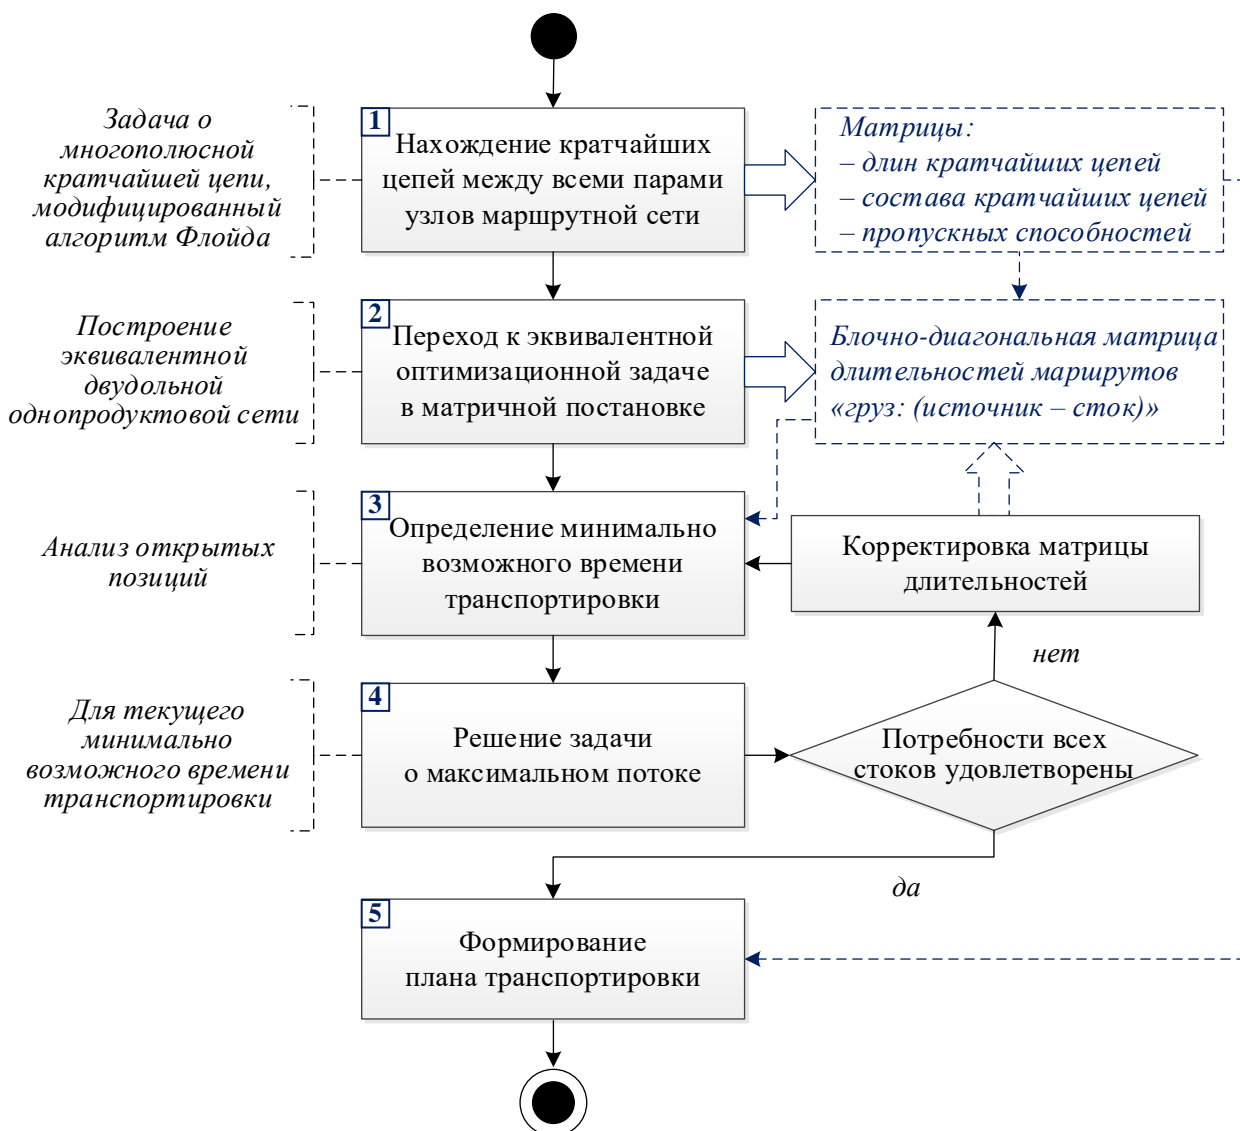 Задача о
многополюсной
кратчайшей цепи,
модифицированный
алгоритм Флойда
1
Нахождение кратчайших
цепей между всеми парами
узлов маршрутной сети
Матрицы:
– длин кратчайших цепей
– состава кратчайших цепей
– пропускных способностей
Построение
эквивалентной
двудольной
однопродуктовой сети
2
Переход к эквивалентной
оптимизационной задаче
в матричной постановке
Блочно-диагональная матрица
длительностей маршрутов
«груз: (источник – сток)»
Анализ открытых
позиций
3
Определение минимально
возможного времени
транспортировки
Корректировка матрицы
длительностей
нет
Для текущего
минимально
возможного времени
транспортировки
4
Решение задачи
о максимальном потоке
Потребности всех
стоков удовлетворены
да
5
Формирование
плана транспортировки